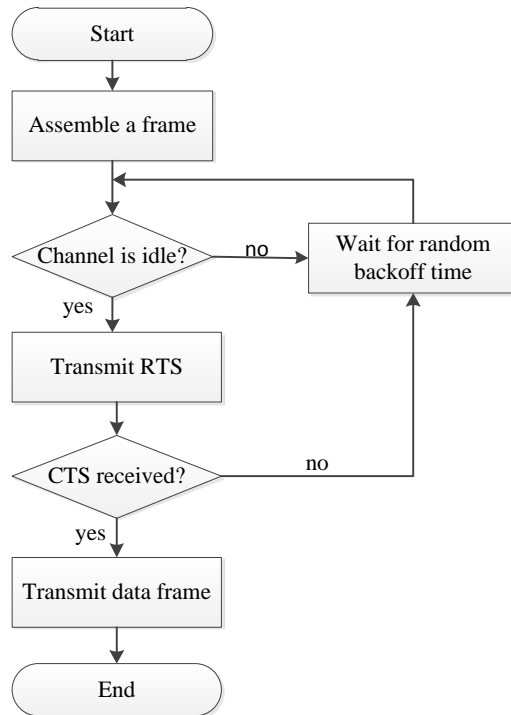 Start
Assemble a frame
Channel is idle?
no
Wait for random
backoff time
yes
Transmit RTS
CTS received?
no
yes
Transmit data frame
End